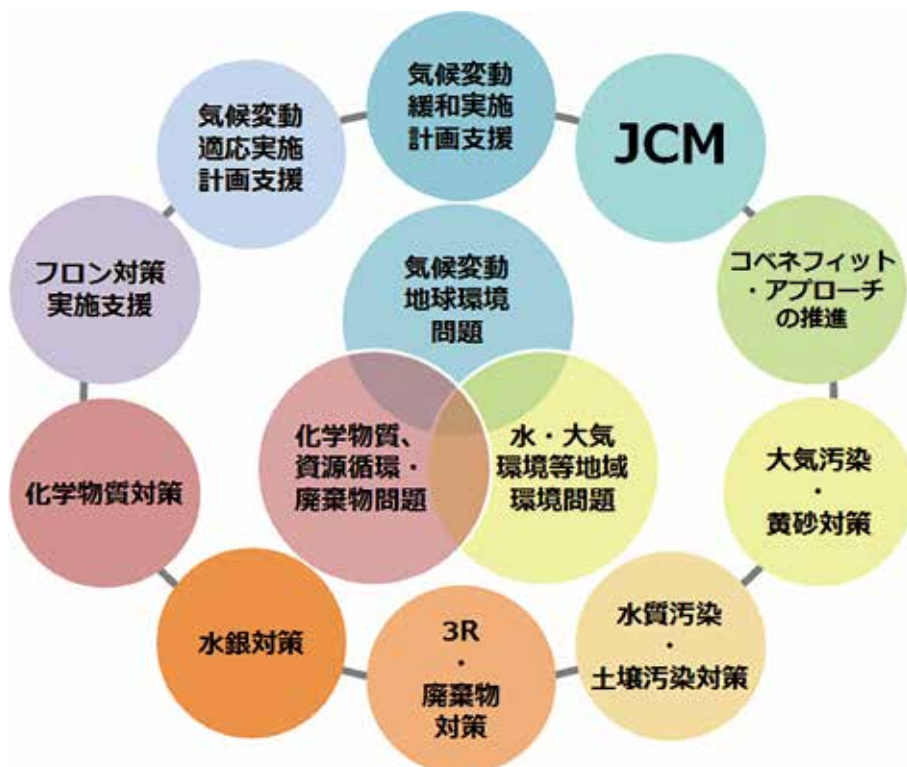 気候変動
緩和実施
計画支援
JCM
コベネフィット
・アプローチ
の推進
大気汚染
・
黄砂対策
水質汚染
・
土壌汚染対策
3R
・
廃棄物
対策
水銀対策
化学物質対策
フロン対策
実施支援
気候変動
適応実施
計画支援
気候変動
地球環境
問題
化学物質、
資源循環・
廃棄物問題
水・大気
環境等地域
環境問題